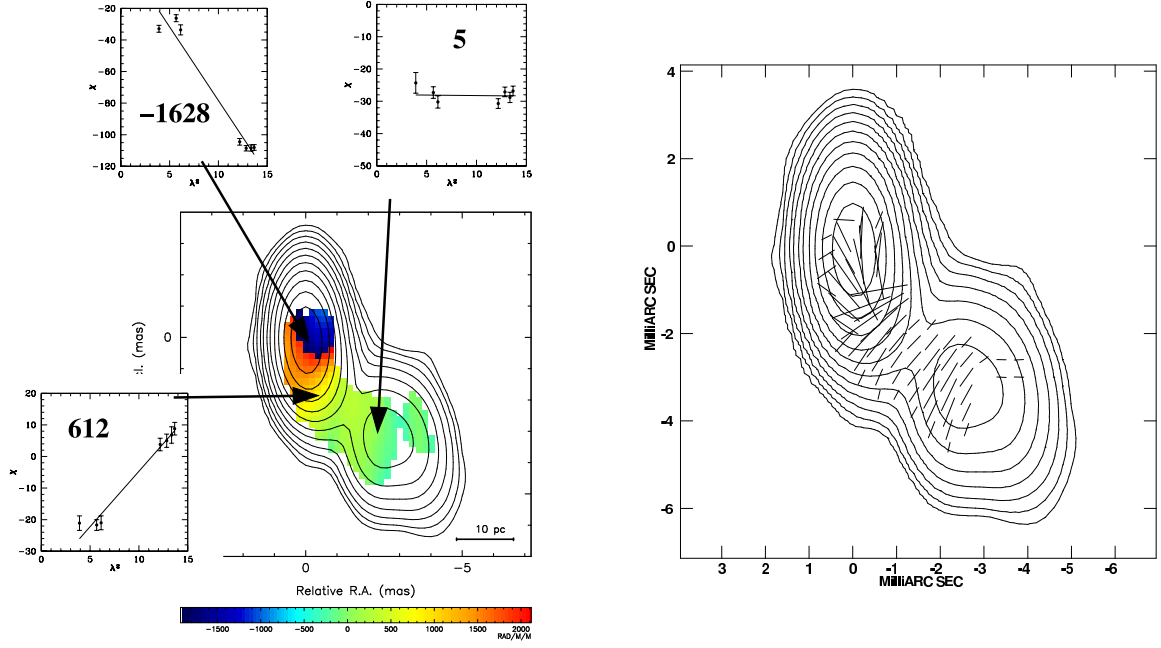 -20
-40
-60
-80
-100
-120
χ
-1628
0 5 10 15
λ²
0
-10
-20
-30
-40
-50
χ
5
0 5 10 15
λ²
0
(mas)
20
10
0
-10
-20
-30
χ
612
0 5 10 15
λ²
10 pc
0 -5
Relative R.A. (mas)
-1500 -1000 -500 0 500 1000 1500 2000
RAD/M/M
4
2
0
-2
-4
-6
MilliARC SEC
3 2 1 0 -1 -2 -3 -4 -5 -6
MilliARC SEC